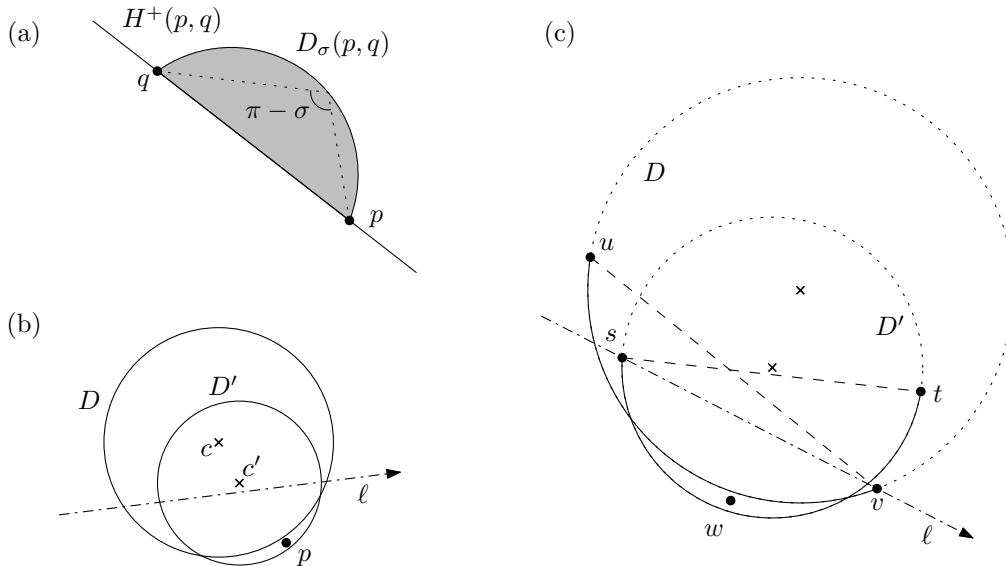 (a)
H⁺(p, q)
D_σ(p, q)
q
π − σ
p
(b)
D
D′
c
c′
ℓ
p
(c)
D
u
D′
s
t
w
v
ℓ